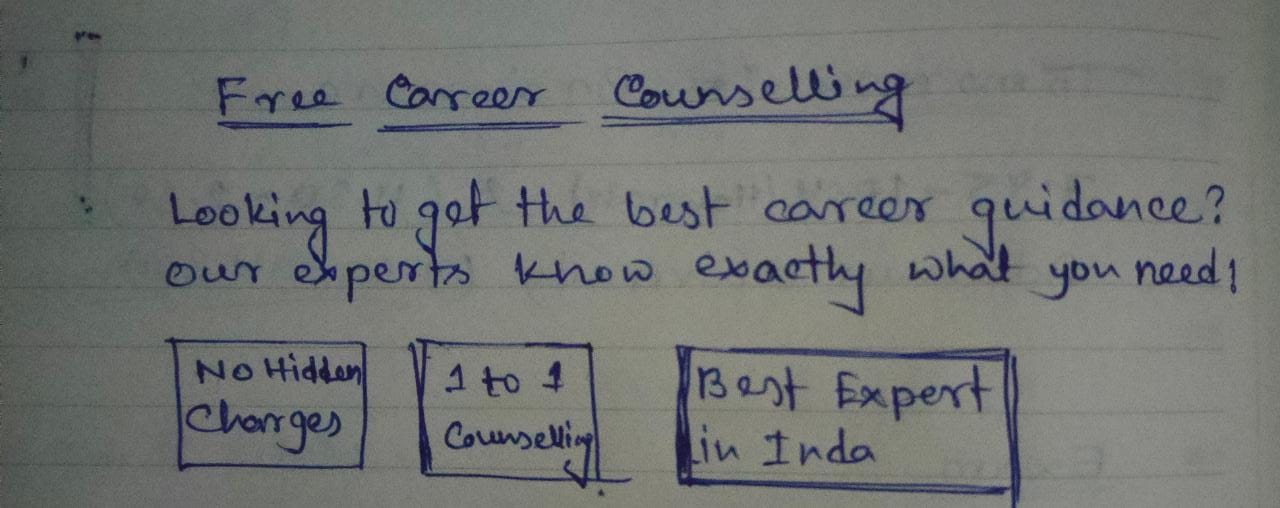 Free Career Counselling
Looking to get the best career guidance?
our experts know exactly what you need!
No Hidden
Charges
1 to 1
Counselling
Best Expert
in Inda